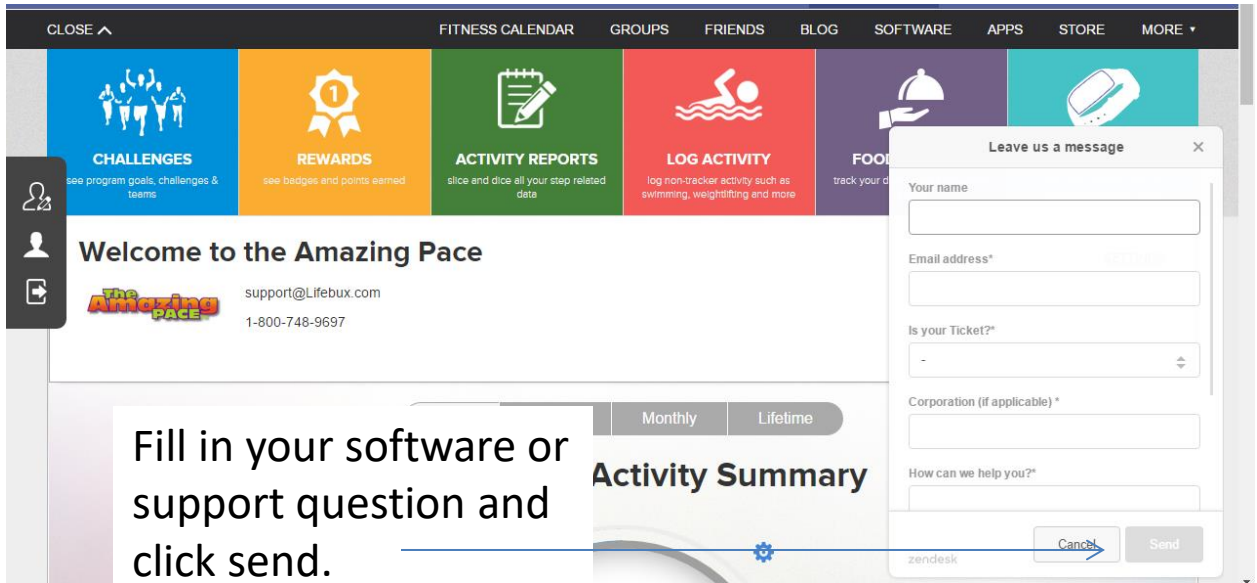 CLOSE
FITNESS CALENDAR GROUPS FRIENDS BLOG SOFTWARE APPS STORE MORE
CHALLENGES
see program goals, challenges &
teams
1
REWARDS
see badges and points earned
ACTIVITY REPORTS
slice and dice all your step related
data
LOG ACTIVITY
log non-tracker activity such as
swimming, weightlifting and more
FOO
track your d
Leave us a message
Your name
Email address*
Is your Ticket?*
-
Corporation (if applicable) *
How can we help you?*
Cancel
Send
zendesk
Welcome to the Amazing Pace
The
Amazing
PACE
support@Lifebux.com
1-800-748-9697
Monthly Lifetime
Activity Summary
Fill in your software or
support question and
click send.